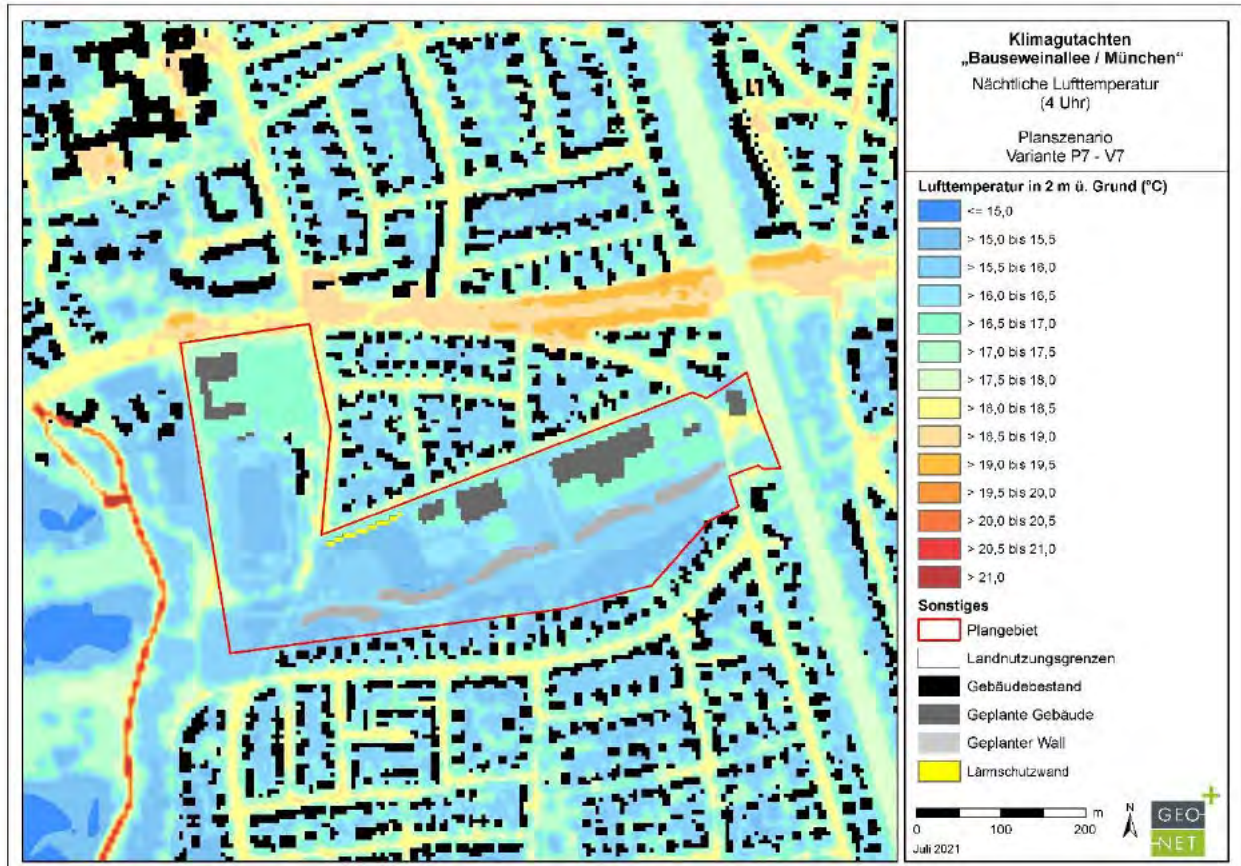 Klimagutachten
„Bauseweinallee / München"
Nächtliche Lufttemperatur
(4 Uhr)
Planszenario
Variante P7 - V7
Lufttemperatur in 2 m ü. Grund (°C)
<= 15,0
> 15,0 bis 15,5
> 15,5 bis 16,0
> 16,0 bis 16,5
> 16,5 bis 17,0
> 17,0 bis 17,5
> 17,5 bis 18,0
> 18,0 bis 18,5
> 18,5 bis 19,0
> 19,0 bis 19,5
> 19,5 bis 20,0
> 20,0 bis 20,5
> 20,5 bis 21,0
> 21,0
Sonstiges
Plangebiet
Landnutzungsgrenzen
Gebäudebestand
Geplante Gebäude
Geplanter Wall
Lärmschutzwand
m
0 100 200
N
Juli 2021
GEO-
-NET